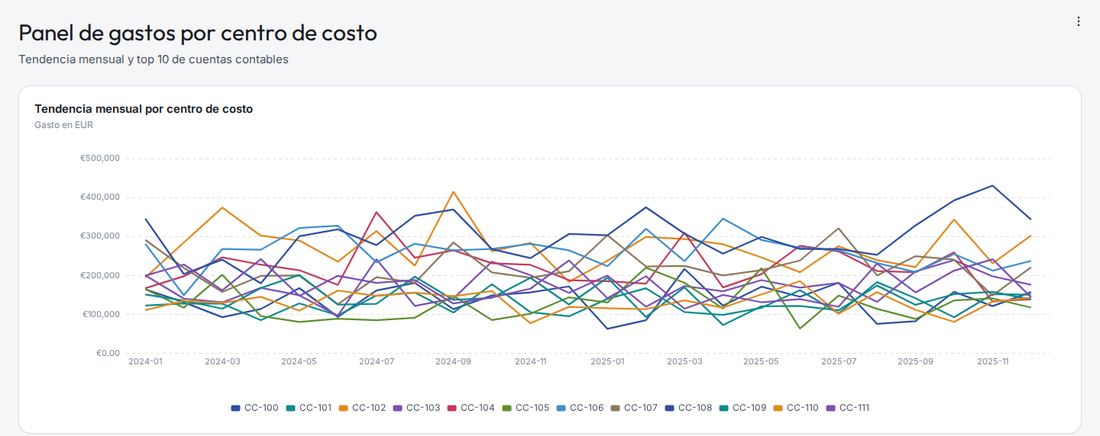 Panel de gastos por centro de costo
Tendencia mensual y top 10 de cuentas contables
Tendencia mensual por centro de costo
Gasto en EUR
€500,000
€400,000
€300,000
€200,000
€100,000
€0.00
2024-01 2024-03 2024-05 2024-07 2024-09 2024-11 2025-01 2025-03 2025-05 2025-07 2025-09 2025-11
CC-100 CC-101 CC-102 CC-103 CC-104 CC-105 CC-106 CC-107 CC-108 CC-109 CC-110 CC-111